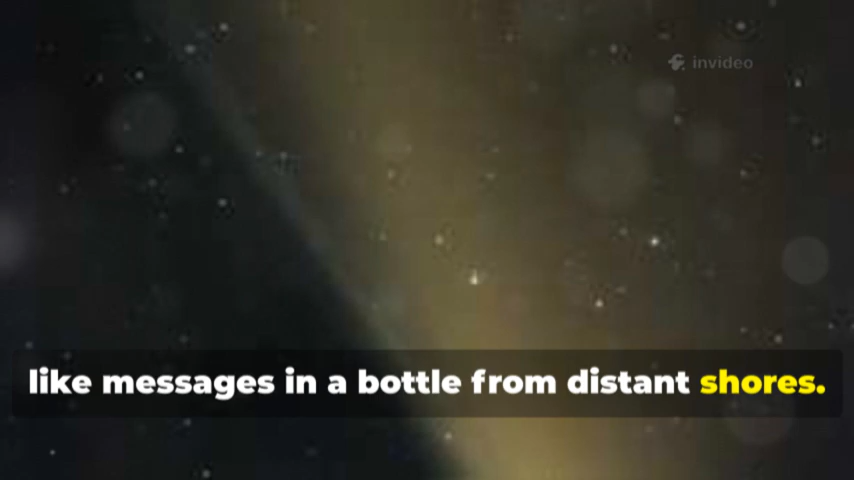 invideo
like messages in a bottle from distant shores.